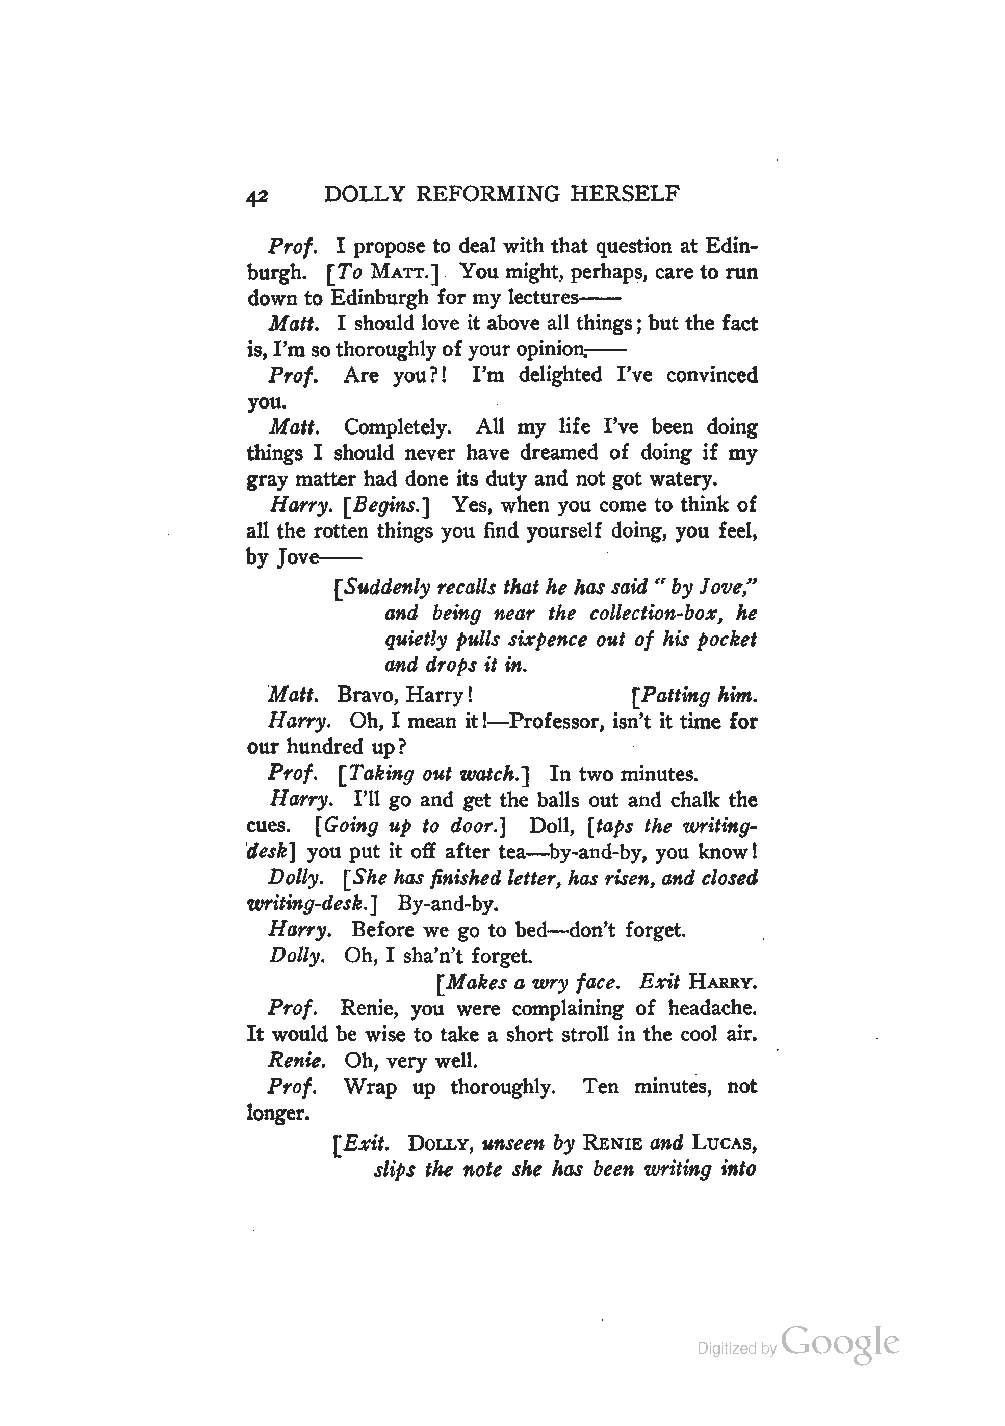 42 DOLLY REFORMING HERSELF
Prof. I propose to deal with that question at Edin-
burgh. [To MATT.] You might, perhaps, care to run
down to Edinburgh for my lectures——
Matt. I should love it above all things; but the fact
is, I'm so thoroughly of your opinion,——
Prof. Are you?! I'm delighted I've convinced
you.
Matt. Completely. All my life I've been doing
things I should never have dreamed of doing if my
gray matter had done its duty and not got watery.
Harry. [Begins.] Yes, when you come to think of
all the rotten things you find yourself doing, you feel,
by Jove——
[Suddenly recalls that he has said "by Jove,"
and being near the collection-box, he
quietly pulls sixpence out of his pocket
and drops it in.
Matt. Bravo, Harry! [Patting him.
Harry. Oh, I mean it!—Professor, isn't it time for
our hundred up?
Prof. [Taking out watch.] In two minutes.
Harry. I'll go and get the balls out and chalk the
cues. [Going up to door.] Doll, [taps the writing-
desk] you put it off after tea—by-and-by, you know!
Dolly. [She has finished letter, has risen, and closed
writing-desk.] By-and-by.
Harry. Before we go to bed—don't forget.
Dolly. Oh, I sha'n't forget.
[Makes a wry face. Exit HARRY.
Prof. Renie, you were complaining of headache.
It would be wise to take a short stroll in the cool air.
Renie. Oh, very well.
Prof. Wrap up thoroughly. Ten minutes, not
longer.
[Exit. DOLLY, unseen by RENIE and LUCAS,
slips the note she has been writing into
Digitized by Google